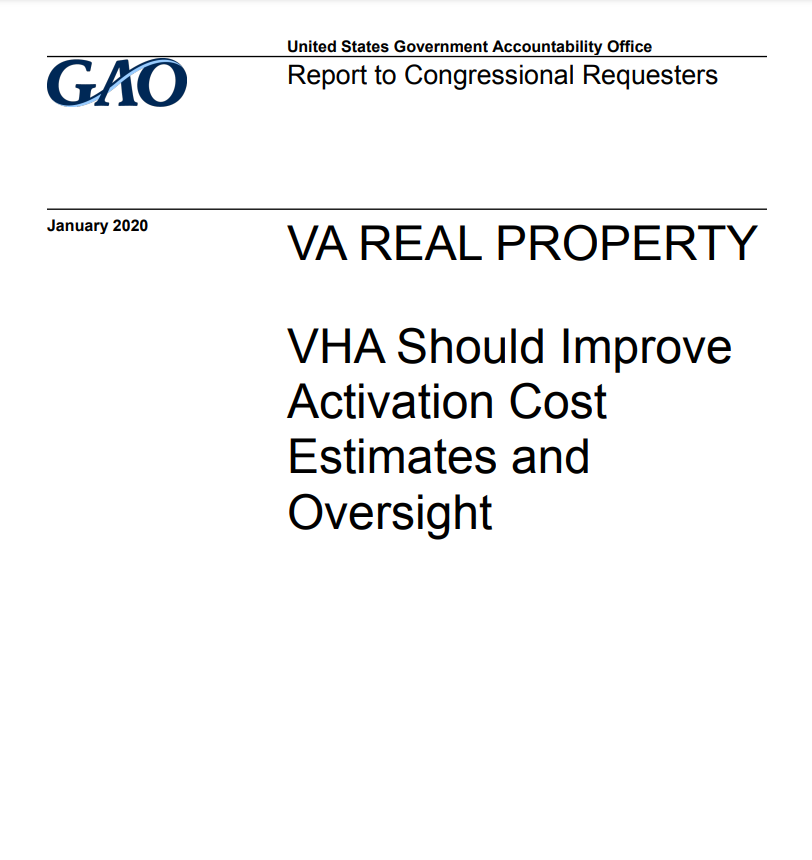 United States Government Accountability Office
GAO
Report to Congressional Requesters
January 2020
VA REAL PROPERTY
VHA Should Improve
Activation Cost
Estimates and
Oversight